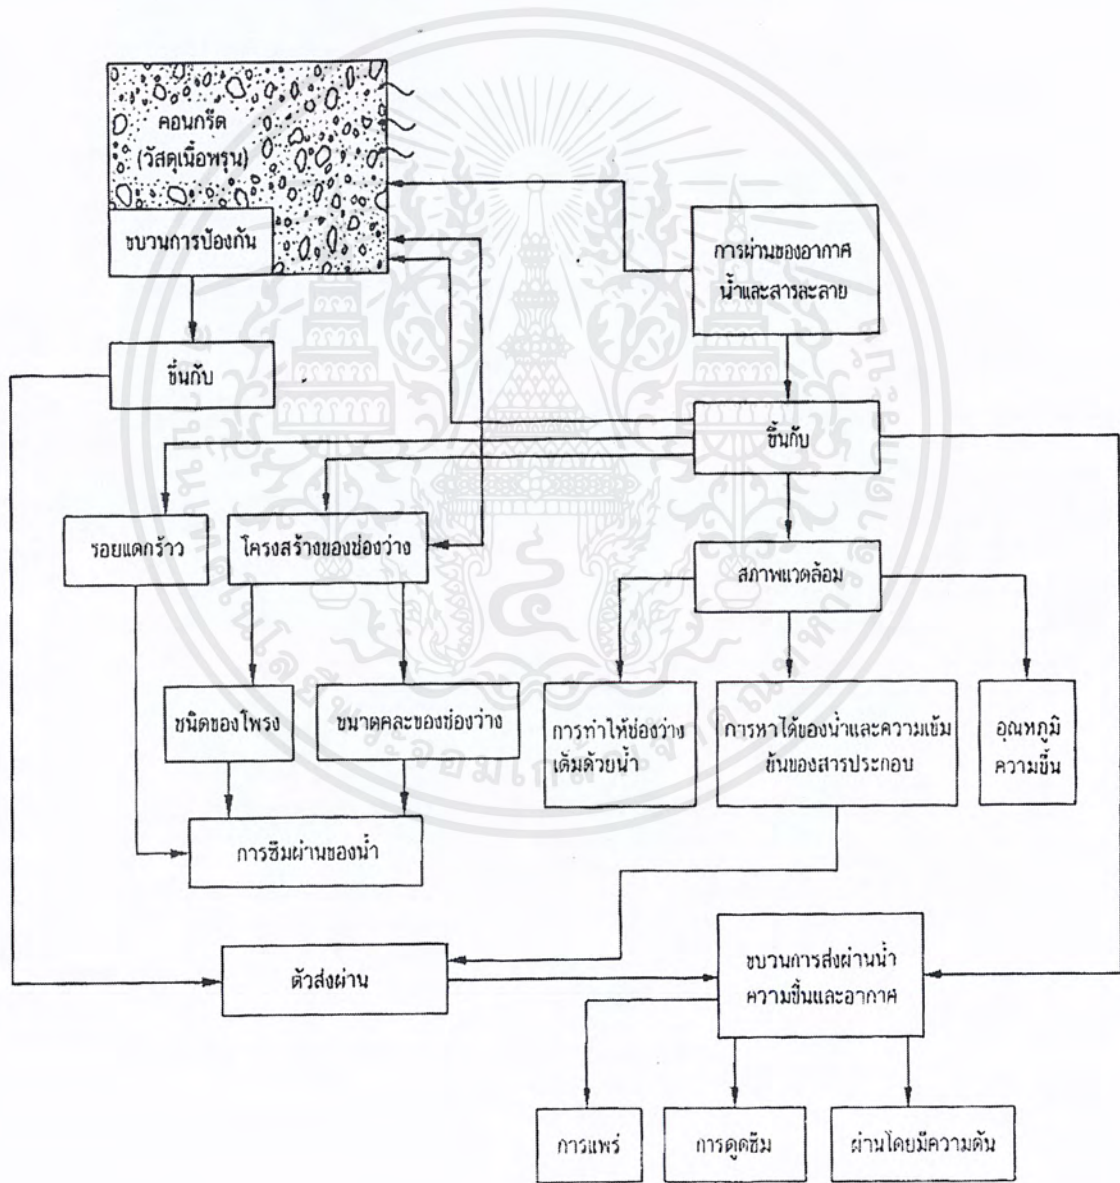 คอนกรีต
(วัสดุเนื้อพรุน)
ขบวนการป้องกัน
การผ่านของอากาศ
น้ำและสารละลาย
ขึ้นกับ
ขึ้นกับ
รอยแตกร้าว
โครงสร้างของช่องว่าง
สภาพแวดล้อม
ชนิดของโพรง
ขนาดคละของช่องว่าง
การทำให้ช่องว่าง
เต็มด้วยน้ำ
การหาได้ของน้ำและความเข้ม
ข้นของสารประกอบ
อุณหภูมิ
ความชื้น
การซึมผ่านของน้ำ
ตัวส่งผ่าน
ขบวนการส่งผ่านน้ำ
ความชื้นและอากาศ
การแพร่
การดูดซึม
ผ่านโดยมีความดัน